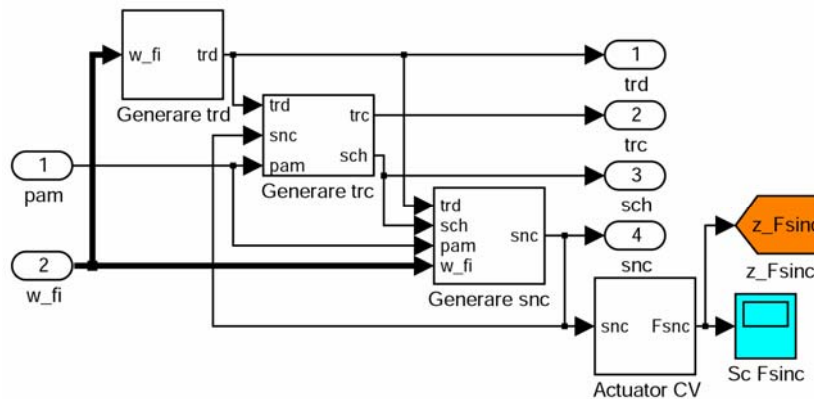 w_fi
trd
Generare trd
1
trd
trd
snc
pam
trc
sch
Generare trc
2
trc
1
pam
3
sch
trd
sch
pam
w_fi
snc
Generare snc
4
snc
2
w_fi
z_Fsinc
z_Fsinc
snc
Fsnc
Actuator CV
Sc Fsinc